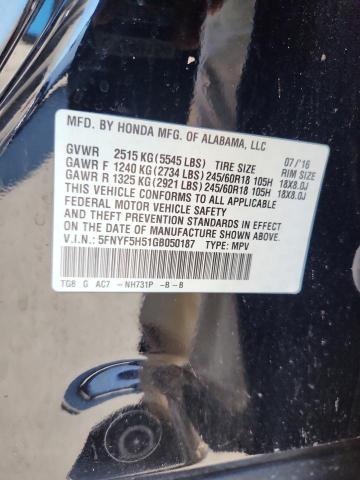 MFD. BY HONDA MFG. OF ALABAMA, LLC
07/'16
GVWR 2515 KG(5545 LBS) TIRE SIZE RIM SIZE
GAWR F 1240 KG(2734 LBS) 245/60R18 105H 18X8.0J
GAWR R 1325 KG(2921 LBS) 245/60R18 105H 18X8.0J
THIS VEHICLE CONFORMS TO ALL APPLICABLE
FEDERAL MOTOR VEHICLE SAFETY AND
THEFT PREVENTION STANDARDS IN EFFECT
ON THE DATE OF MANUFACTURE SHOWN ABOVE.
V.I.N.: 5FNYF5H51GB050187 TYPE: MPV
TG8 G AC7 -NH731P -B-B